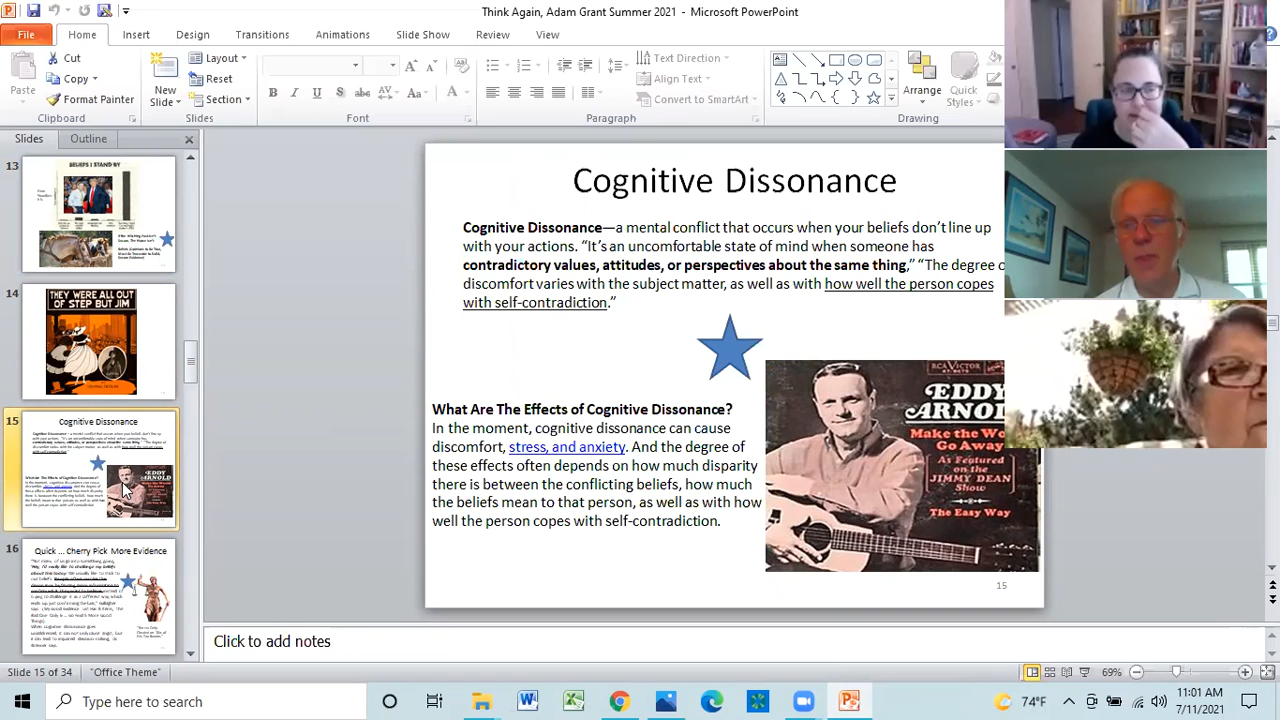 Think Again, Adam Grant Summer 2021 - Microsoft PowerPoint
File Home Insert Design Transitions Animations Slide Show Review View
Paste
Cut
Copy
Format Painter
Clipboard
New Slide
Layout
Reset
Section
Slides
B I U S abc AV Aa A
Font
Text Direction
Align Text
Convert to SmartArt
Paragraph
Arrange
Quick Styles
Drawing
Slides Outline
13
BELIEFS I STAND BY
14
THEY WERE ALL OUT
OF STEP BUT JIM
15
Cognitive Dissonance
16
Quick ... Cherry Pick More Evidence
Cognitive Dissonance
Cognitive Dissonance—a mental conflict that occurs when your beliefs don't line up
with your actions. "It's an uncomfortable state of mind when someone has
contradictory values, attitudes, or perspectives about the same thing," "The degree o
discomfort varies with the subject matter, as well as with how well the person copes
with self-contradiction."
What Are The Effects of Cognitive Dissonance?
In the moment, cognitive dissonance can cause
discomfort, stress, and anxiety. And the degree of
these effects often depends on how much disparity
there is between the conflicting beliefs, how much
the beliefs mean to that person, as well as with how
well the person copes with self-contradiction.
RCA VICTOR
EDDY
ARNOL
Make the Wo
Go Away
As Featured
on the
JIMMY DEAN
Show
The Easy Way
15
Click to add notes
Slide 15 of 34 "Office Theme" 69%
Type here to search
74°F
11:01 AM
7/11/2021